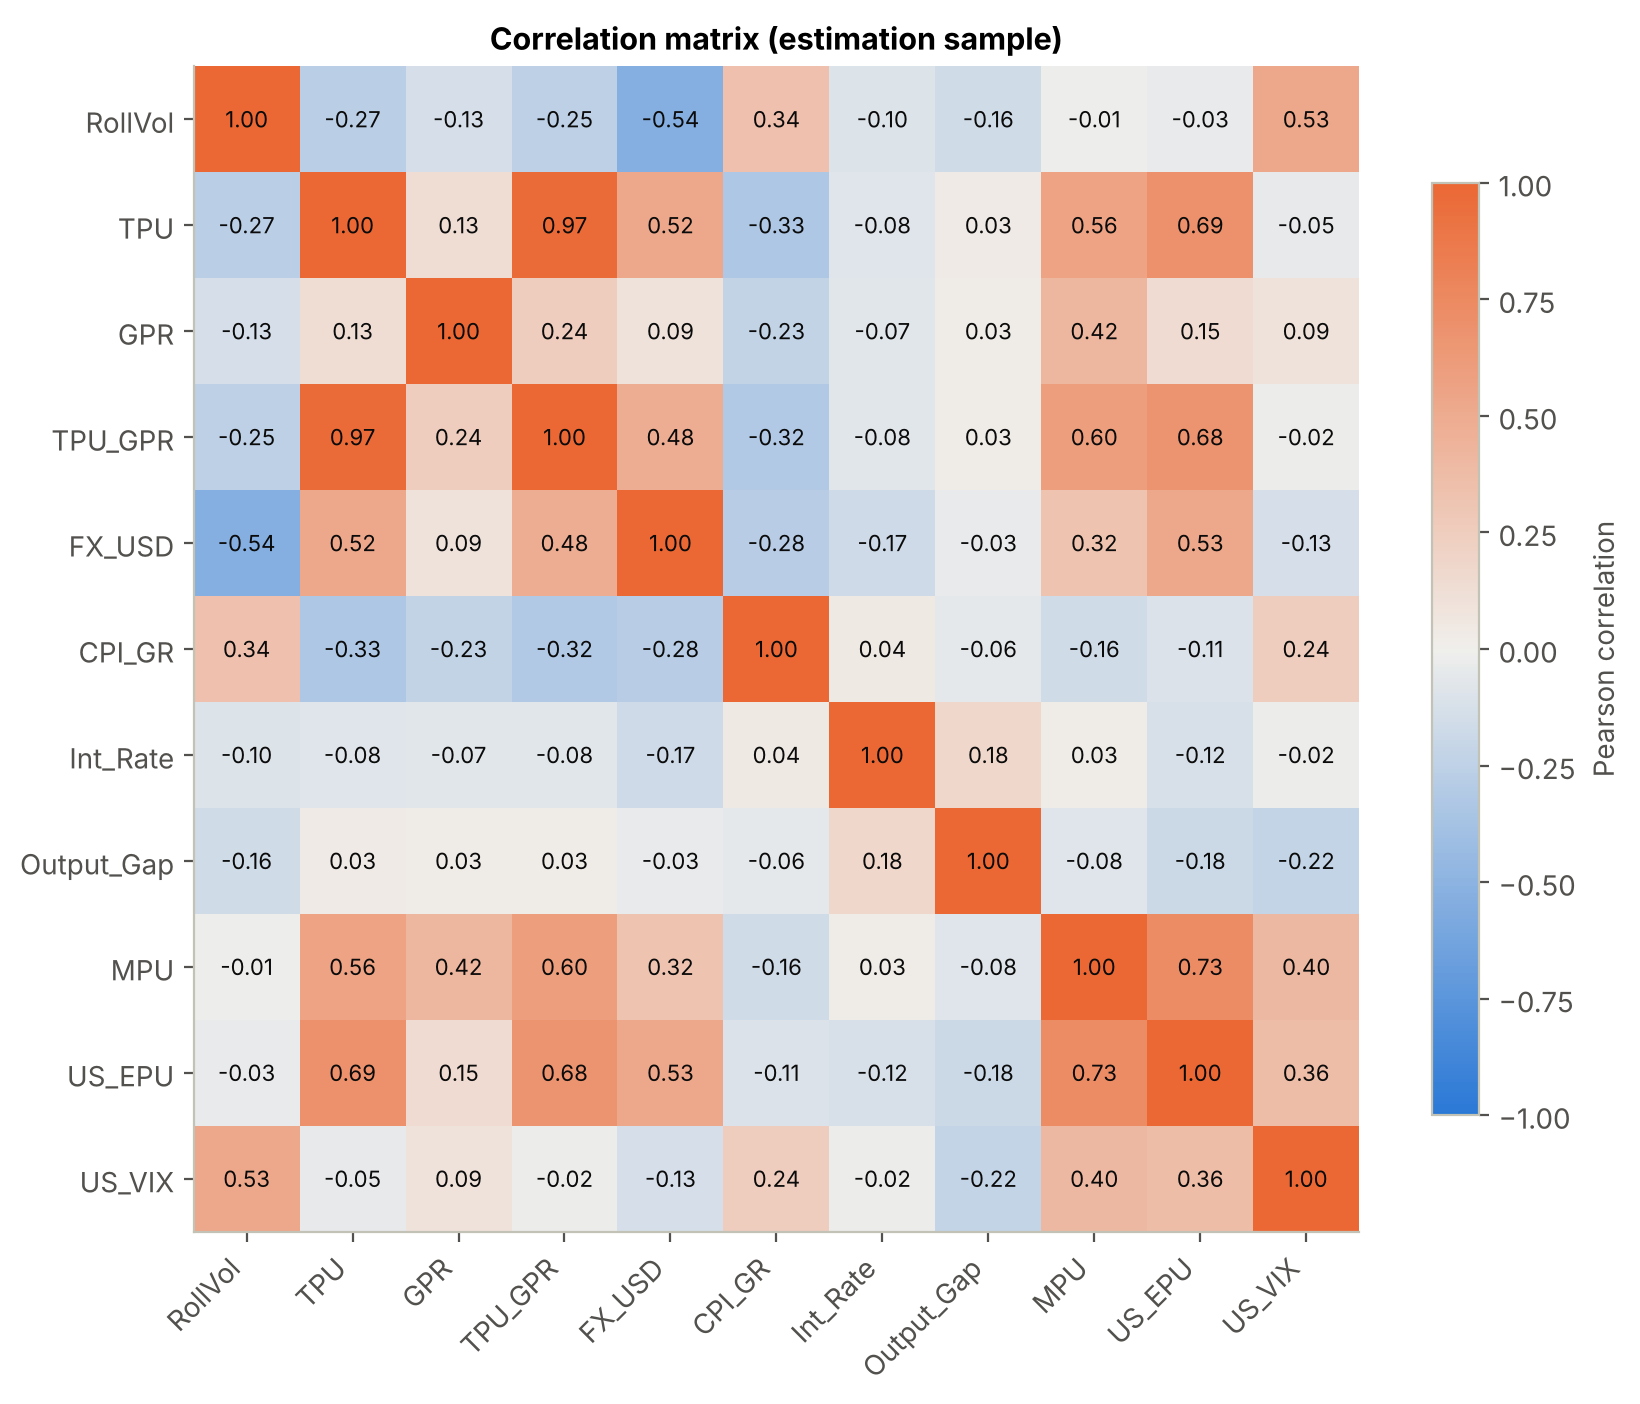 Correlation matrix (estimation sample)
RollVol 1.00 -0.27 -0.13 -0.25 -0.54 0.34 -0.10 -0.16 -0.01 -0.03 0.53
TPU -0.27 1.00 0.13 0.97 0.52 -0.33 -0.08 0.03 0.56 0.69 -0.05
GPR -0.13 0.13 1.00 0.24 0.09 -0.23 -0.07 0.03 0.42 0.15 0.09
TPU_GPR -0.25 0.97 0.24 1.00 0.48 -0.32 -0.08 0.03 0.60 0.68 -0.02
FX_USD -0.54 0.52 0.09 0.48 1.00 -0.28 -0.17 -0.03 0.32 0.53 -0.13
CPI_GR 0.34 -0.33 -0.23 -0.32 -0.28 1.00 0.04 -0.06 -0.16 -0.11 0.24
Int_Rate -0.10 -0.08 -0.07 -0.08 -0.17 0.04 1.00 0.18 0.03 -0.12 -0.02
Output_Gap -0.16 0.03 0.03 0.03 -0.03 -0.06 0.18 1.00 -0.08 -0.18 -0.22
MPU -0.01 0.56 0.42 0.60 0.32 -0.16 0.03 -0.08 1.00 0.73 0.40
US_EPU -0.03 0.69 0.15 0.68 0.53 -0.11 -0.12 -0.18 0.73 1.00 0.36
US_VIX 0.53 -0.05 0.09 -0.02 -0.13 0.24 -0.02 -0.22 0.40 0.36 1.00
RollVol TPU GPR TPU_GPR FX_USD CPI_GR Int_Rate Output_Gap MPU US_EPU US_VIX
1.00
0.75
0.50
0.25
0.00
−0.25
−0.50
−0.75
−1.00
Pearson correlation